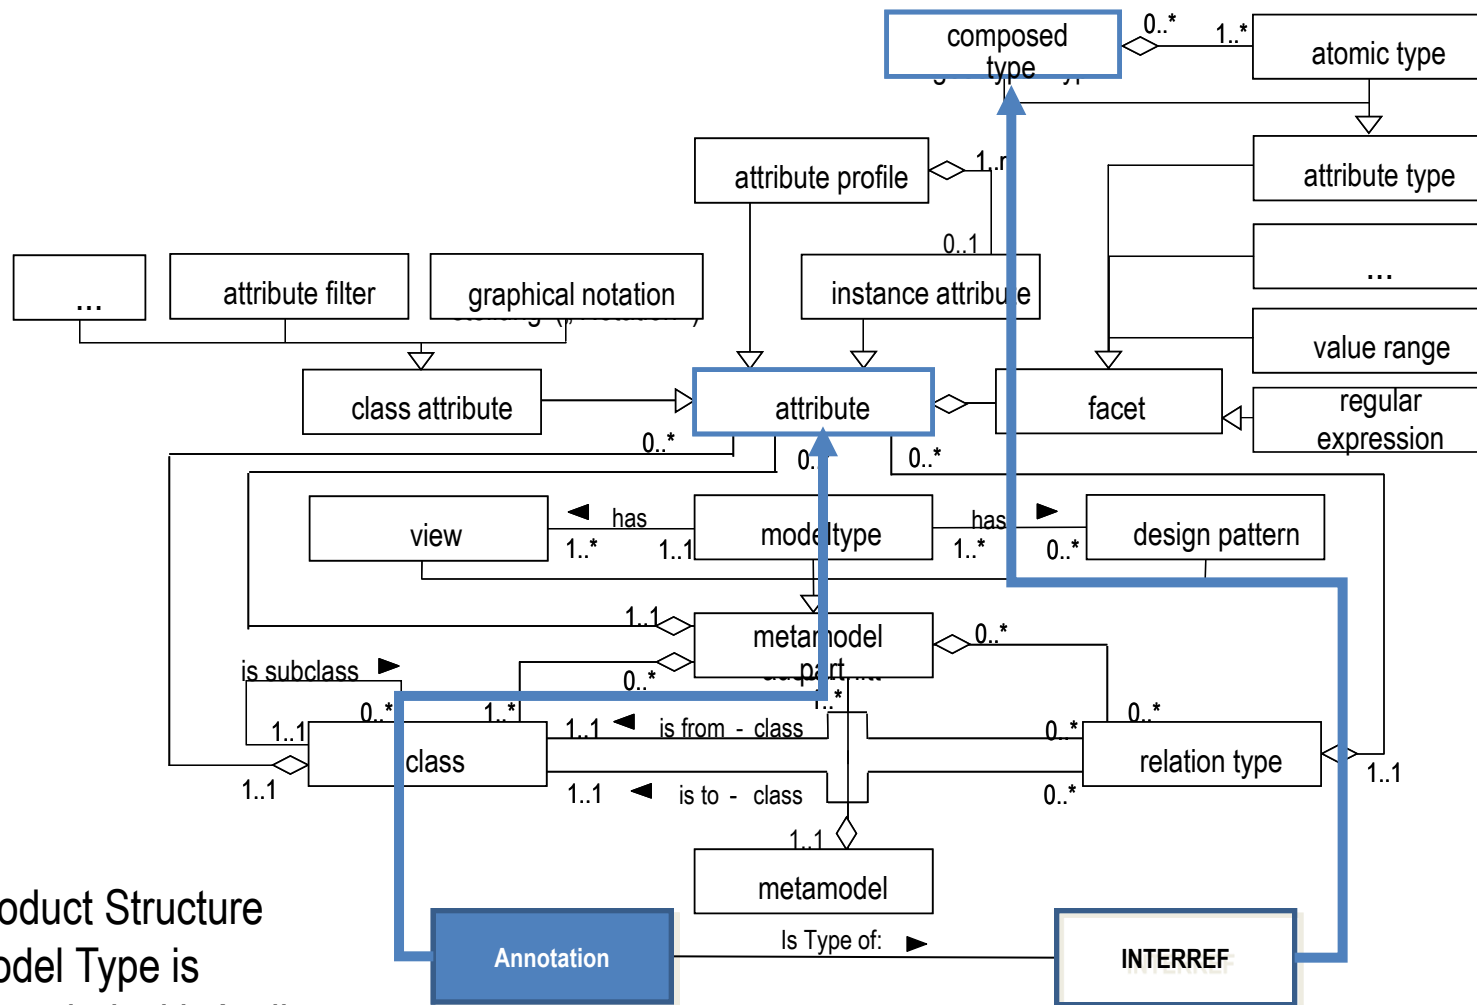 composed
type
0..*
1..*
atomic type
attribute profile
attribute type
0..1
...
...
attribute filter
graphical notation
instance attribute
value range
class attribute
attribute
facet
regular
expression
0..*
0..*
view
has
1..*
1..1
modeltype
has
1..*
0..*
design pattern
1..1
metamodel
part
0..*
0..*
is subclass
0..*
1..*
1..1
1..1
is from - class
0..*
0..*
class
relation type
1..1
1..1
is to - class
0..*
1..1
1..1
metamodel
oduct Structure
odel Type is
Annotation
Is Type of:
INTERREF